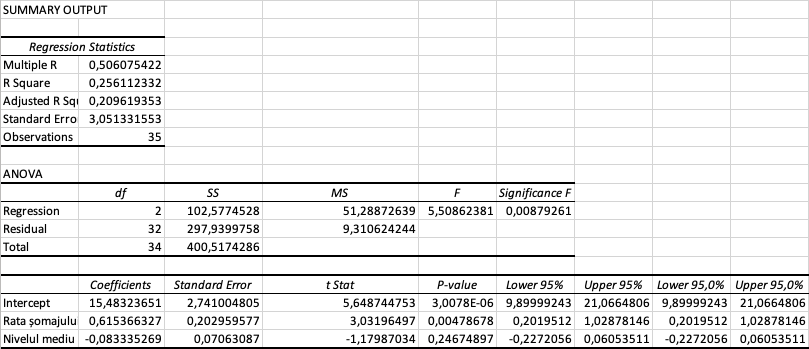 SUMMARY OUTPUT
Regression Statistics
Multiple R 0,506075422
R Square 0,256112332
Adjusted R Squ 0,209619353
Standard Erro 3,051331553
Observations 35
ANOVA
df SS MS F Significance F
Regression 2 102,5774528 51,28872639 5,50862381 0,00879261
Residual 32 297,9399758 9,310624244
Total 34 400,5174286
Coefficients Standard Error t Stat P-value Lower 95% Upper 95% Lower 95,0% Upper 95,0%
Intercept 15,48323651 2,741004805 5,648744753 3,0078E-06 9,89999243 21,0664806 9,89999243 21,0664806
Rata șomajulu 0,615366327 0,202959577 3,03196497 0,00478678 0,2019512 1,02878146 0,2019512 1,02878146
Nivelul mediu -0,083335269 0,07063087 -1,17987034 0,24674897 -0,2272056 0,06053511 -0,2272056 0,06053511